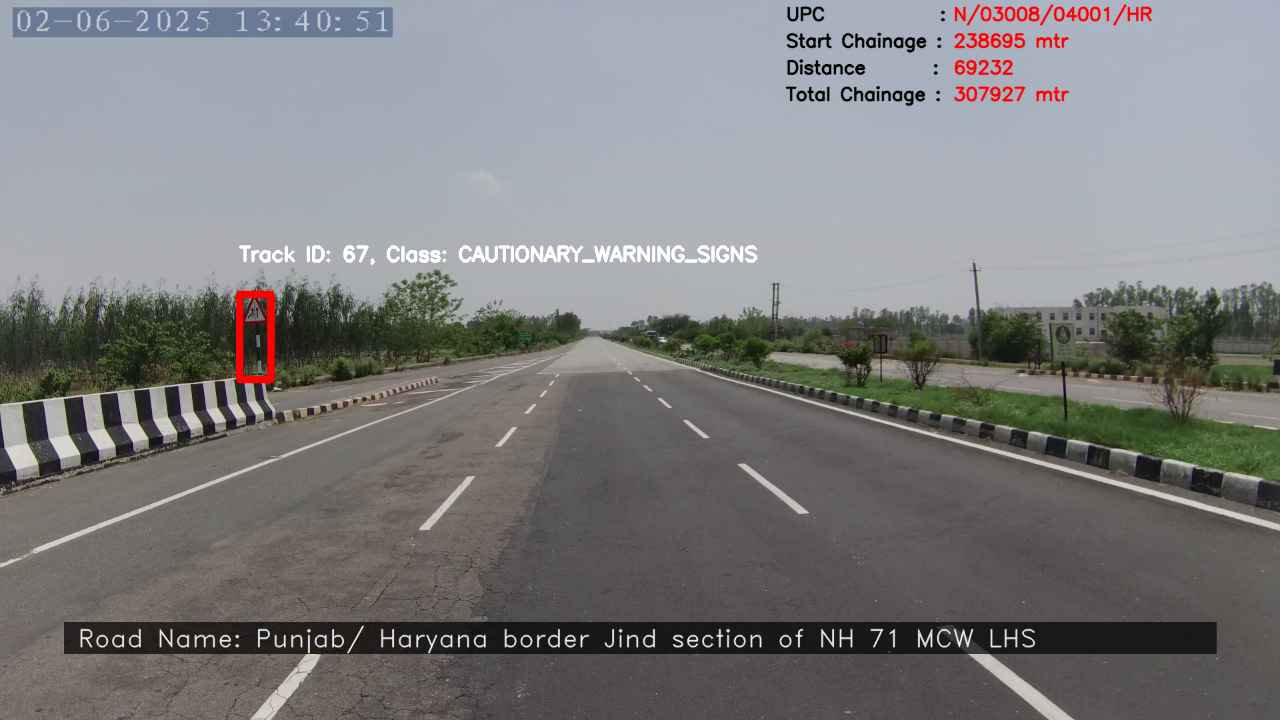 02-06-2025 13:40:51
UPC : N/03008/04001/HR
Start Chainage : 238695 mtr
Distance : 69232
Total Chainage : 307927 mtr
Track ID: 67, Class: CAUTIONARY_WARNING_SIGNS
Road Name: Punjab/ Haryana border Jind section of NH 71 MCW LHS